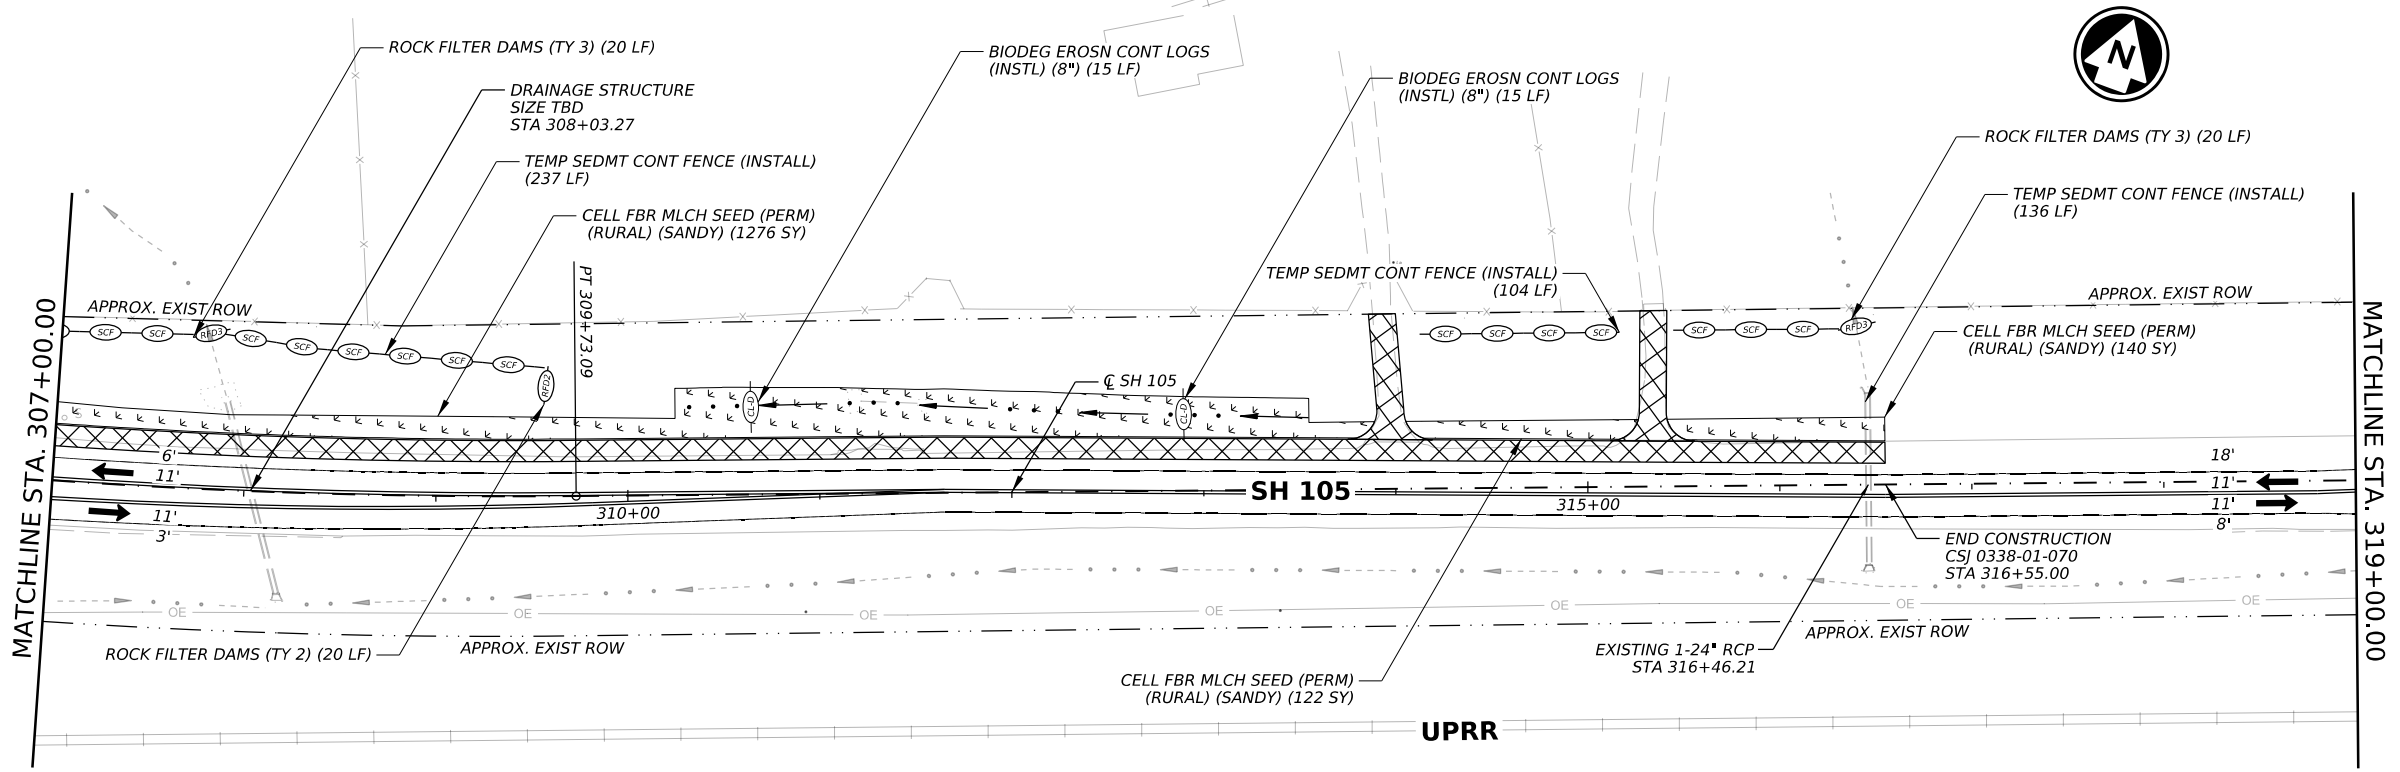 ROCK FILTER DAMS (TY 3) (20 LF)
BIODEG EROSN CONT LOGS
(INSTL) (8") (15 LF)
BIODEG EROSN CONT LOGS
(INSTL) (8") (15 LF)
N
DRAINAGE STRUCTURE
SIZE TBD
STA 308+03.27
ROCK FILTER DAMS (TY 3) (20 LF)
TEMP SEDMT CONT FENCE (INSTALL)
(237 LF)
TEMP SEDMT CONT FENCE (INSTALL)
(136 LF)
CELL FBR MLCH SEED (PERM)
(RURAL) (SANDY) (1276 SY)
TEMP SEDMT CONT FENCE (INSTALL)
(104 LF)
PT 309+73.09
APPROX. EXIST ROW
APPROX. EXIST ROW
MATCHLINE STA. 307+00.00
MATCHLINE STA. 319+00.00
SCF
SCF
RFD3
SCF
SCF
SCF
SCF
SCF
SCF
RFD2
SCF
SCF
SCF
SCF
SCF
SCF
SCF
RFD3
CELL FBR MLCH SEED (PERM)
(RURAL) (SANDY) (140 SY)
℄ SH 105
CL-D
CL-D
6'
11'
11'
3'
18'
11'
11'
8'
SH 105
310+00
315+00
END CONSTRUCTION
CSJ 0338-01-070
STA 316+55.00
OE
OE
OE
OE
OE
OE
OE
ROCK FILTER DAMS (TY 2) (20 LF)
APPROX. EXIST ROW
APPROX. EXIST ROW
EXISTING 1-24" RCP
STA 316+46.21
CELL FBR MLCH SEED (PERM)
(RURAL) (SANDY) (122 SY)
UPRR